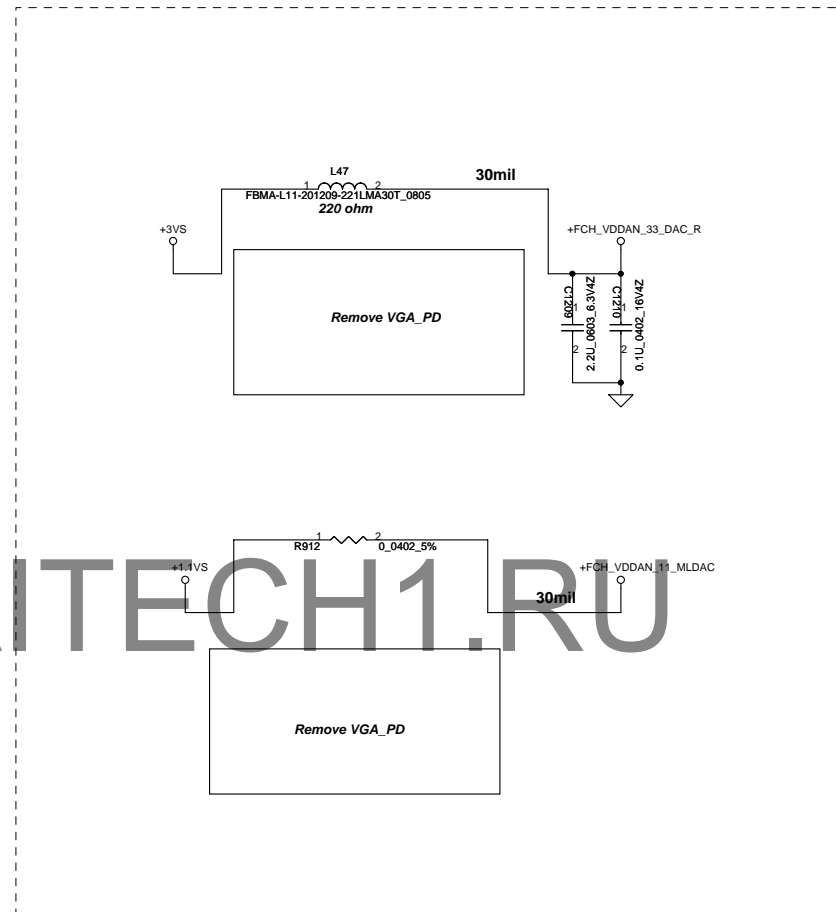 L47
1 2
30mil
FBMA-L11-201209-221LMA30T_0805
220 ohm
+3VS
+FCH_VDDAN_33_DAC_R
Remove VGA_PD
C1209
1
2
2.2U_0603_6.3V4Z
C1210
1
2
0.1U_0402_16V4Z
1 2
R912 0_0402_5%
+1.1VS
+FCH_VDDAN_11_MLDAC
30mil
AITECH1.RU
Remove VGA_PD